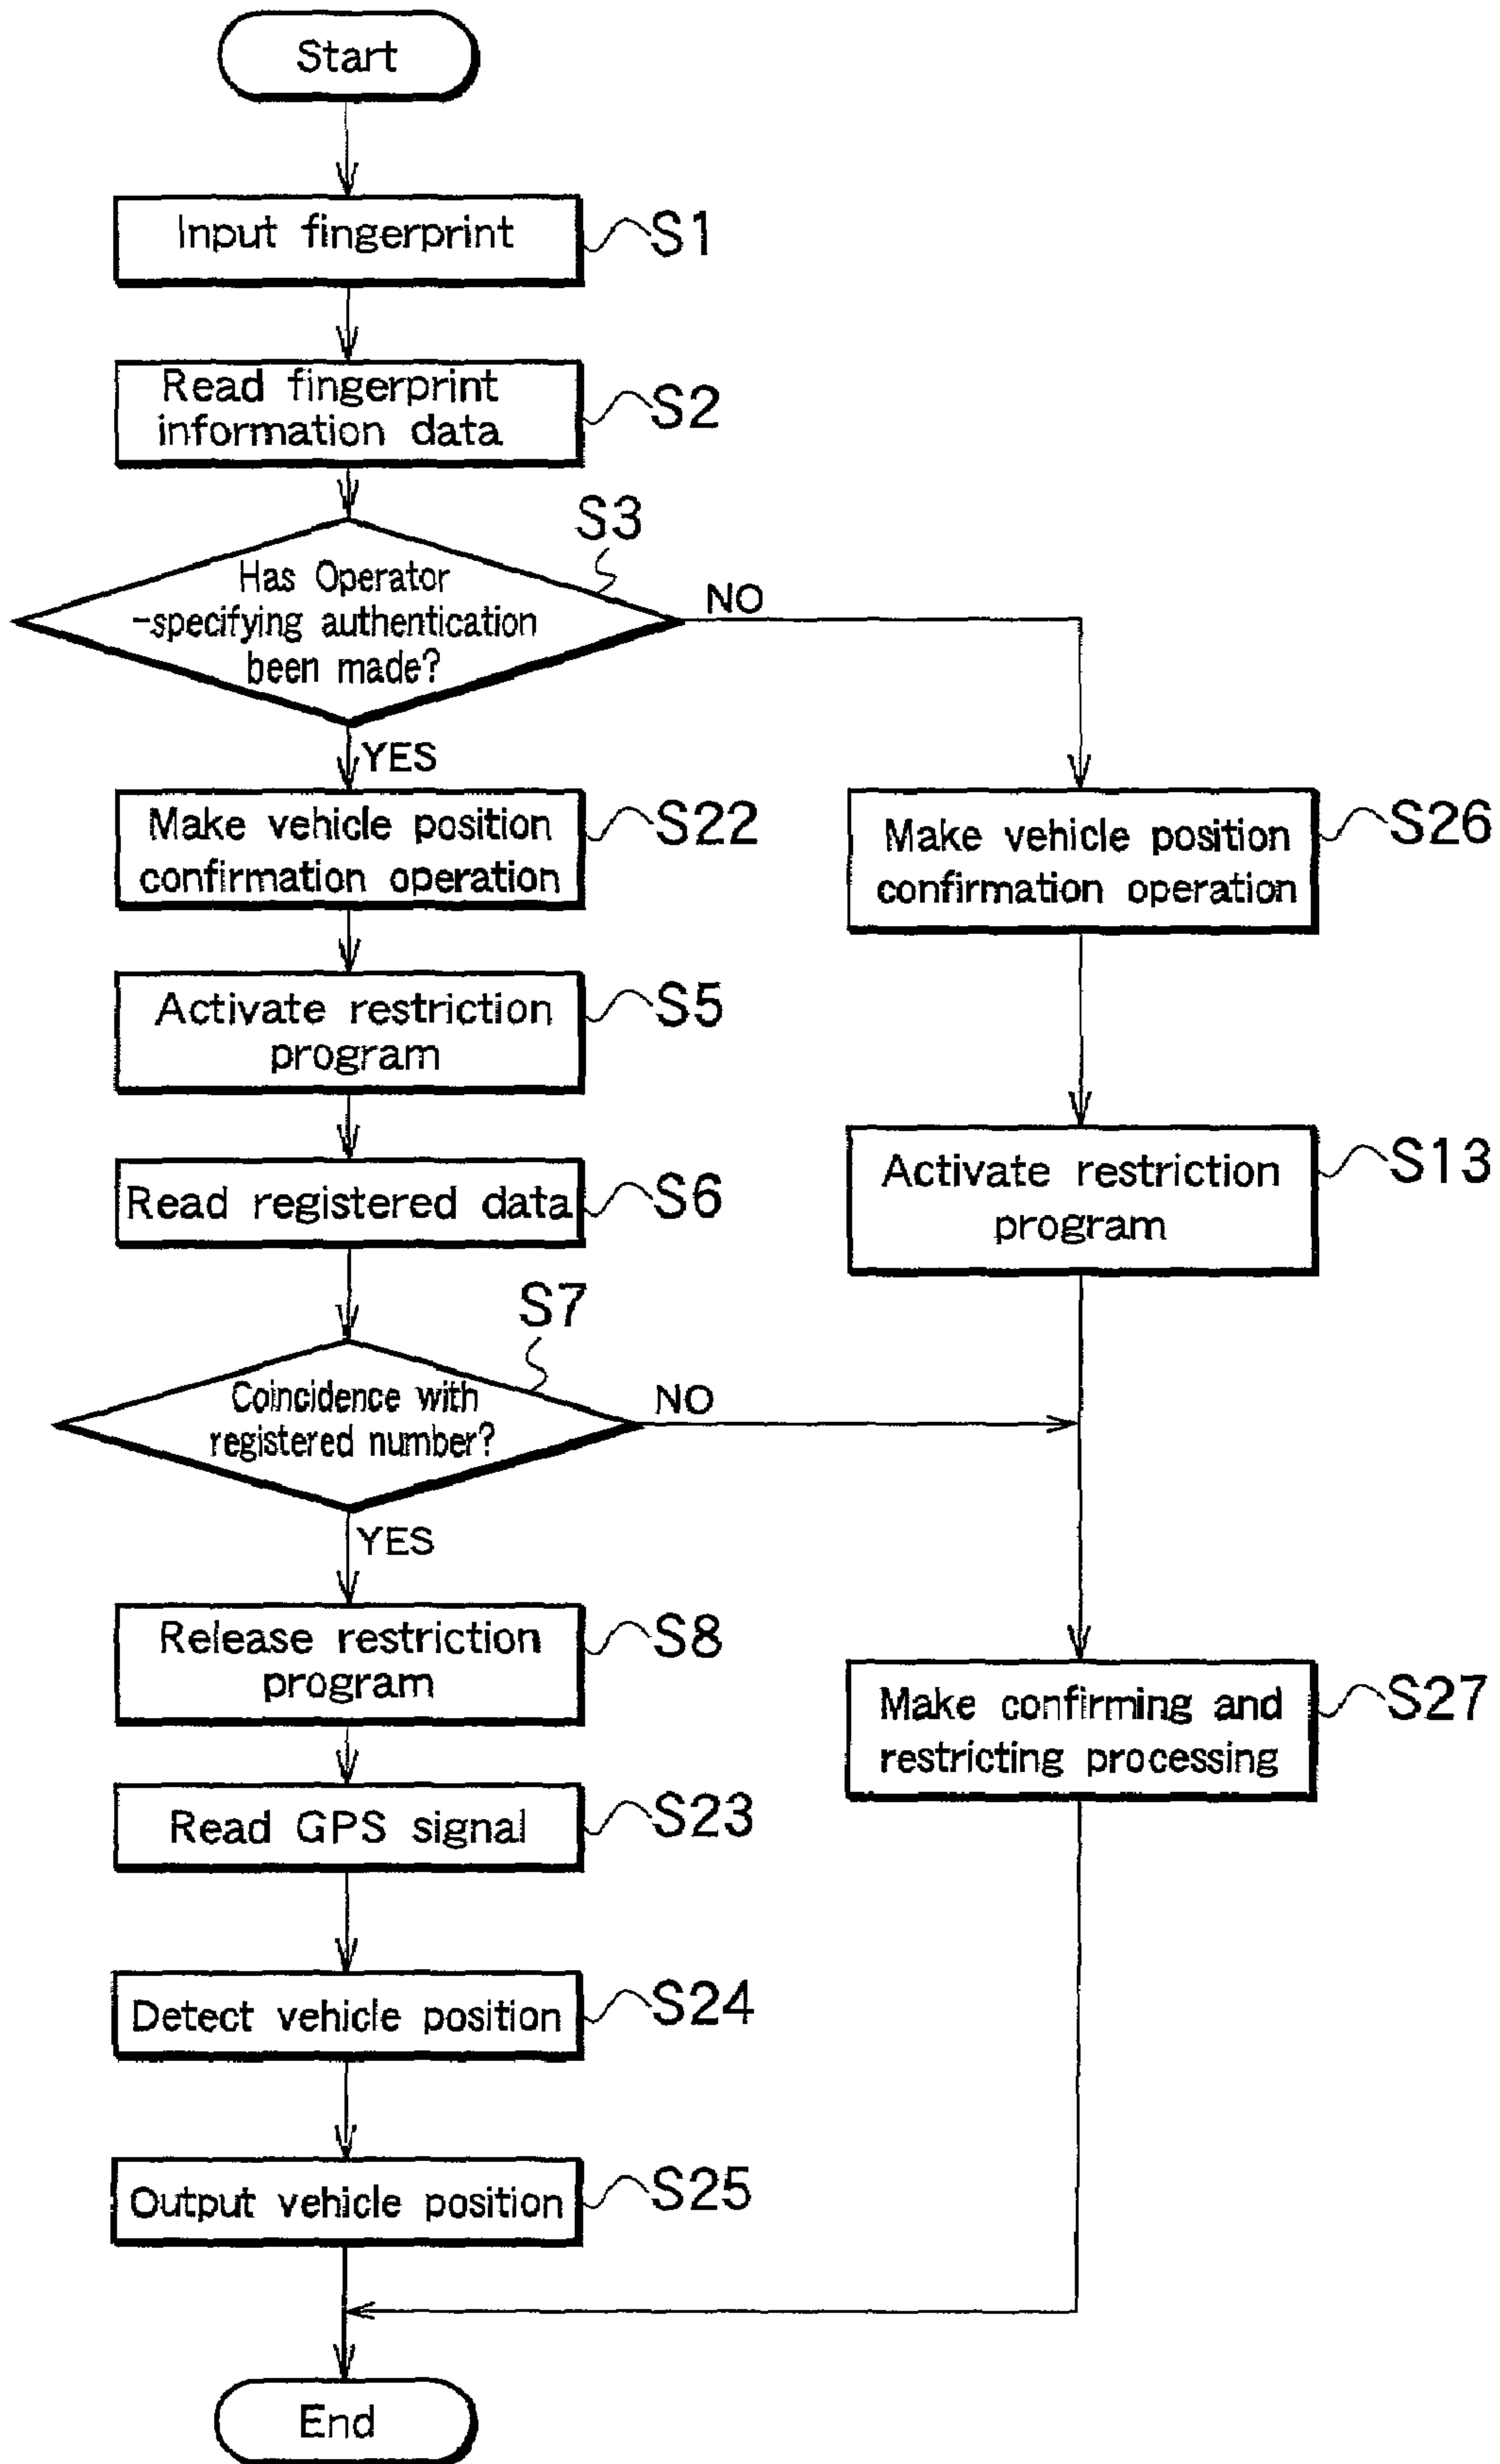 Start
Input fingerprint
S1
Read fingerprint
information data
S2
S3
Has Operator
-specifying authentication
been made?
NO
YES
Make vehicle position
confirmation operation
S22
Make vehicle position
confirmation operation
S26
Activate restriction
program
S5
Activate restriction
program
S13
Read registered data
S6
S7
Coincidence with
registered number?
NO
YES
Release restriction
program
S8
Make confirming and
restricting processing
S27
Read GPS signal
S23
Detect vehicle position
S24
Output vehicle position
S25
End